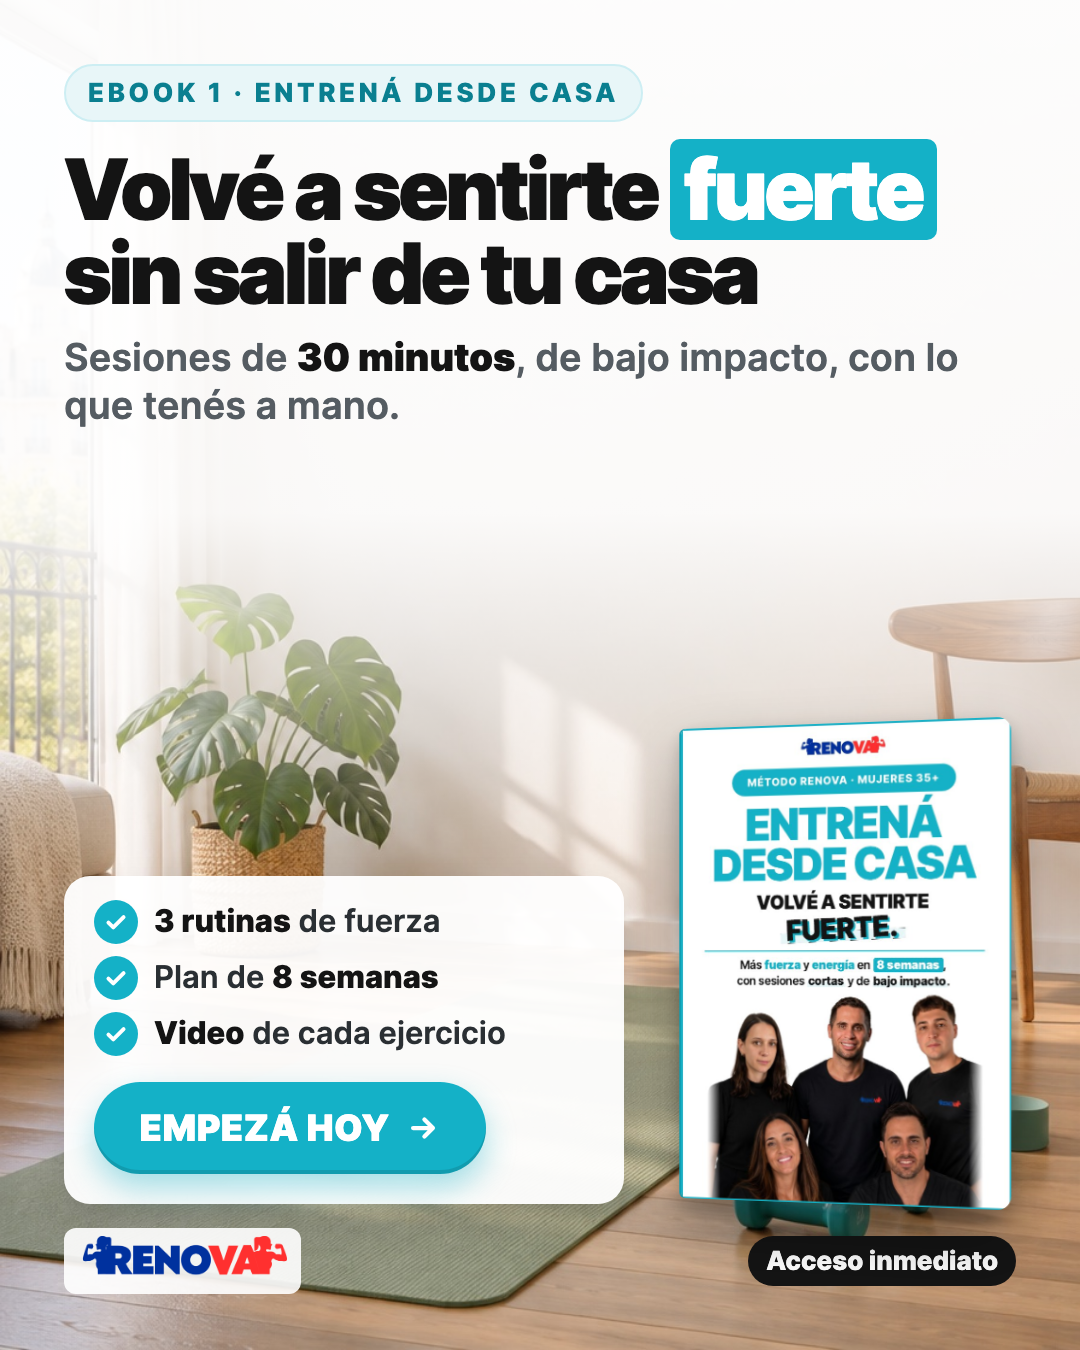 EBOOK 1 · ENTRENÁ DESDE CASA
Volvé a sentirte fuerte
sin salir de tu casa
Sesiones de 30 minutos, de bajo impacto, con lo
que tenés a mano.
3 rutinas de fuerza
Plan de 8 semanas
Video de cada ejercicio
EMPEZÁ HOY →
RENOVA
RENOVA
MÉTODO RENOVA · MUJERES 35+
ENTRENÁ
DESDE CASA
VOLVÉ A SENTIRTE
FUERTE.
Más fuerza y energía en 8 semanas,
con sesiones cortas y de bajo impacto.
RENOVA
RENOVA
Acceso inmediato